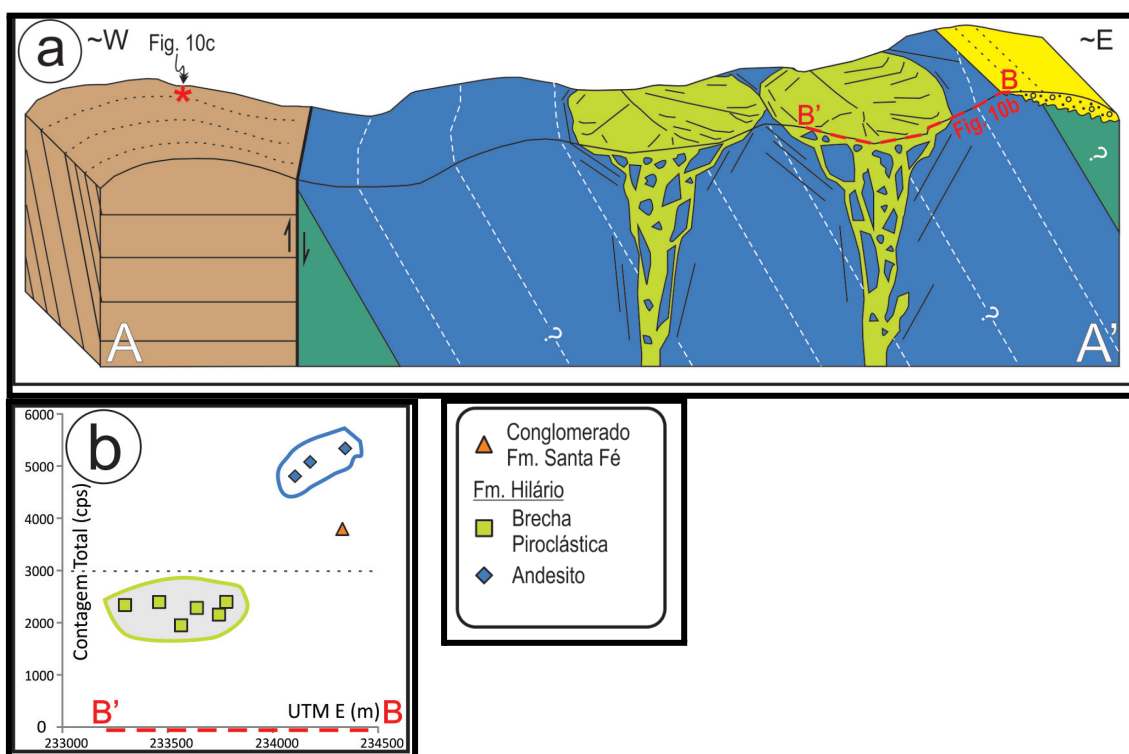 a
~W
Fig. 10c
*
~E
B
B'
Fig. 10b
?
?
?
A
A'
b
6000
5000
4000
3000
2000
1000
0
Contagem Total (cps)
UTM E (m)
B'
B
233000
233500
234000
234500
Conglomerado
Fm. Santa Fé
Fm. Hilário
Brecha
Piroclástica
Andesito